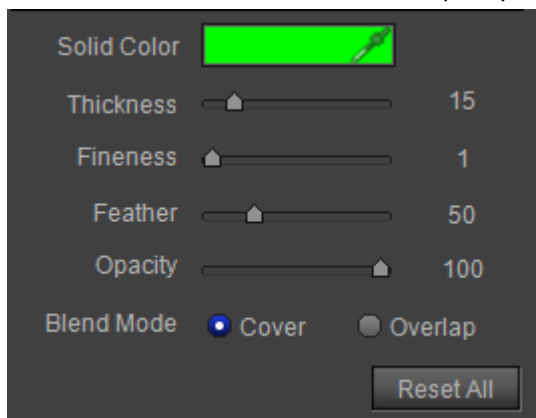 Solid Color
Thickness 15
Fineness 1
Feather 50
Opacity 100
Blend Mode Cover Overlap
Reset All